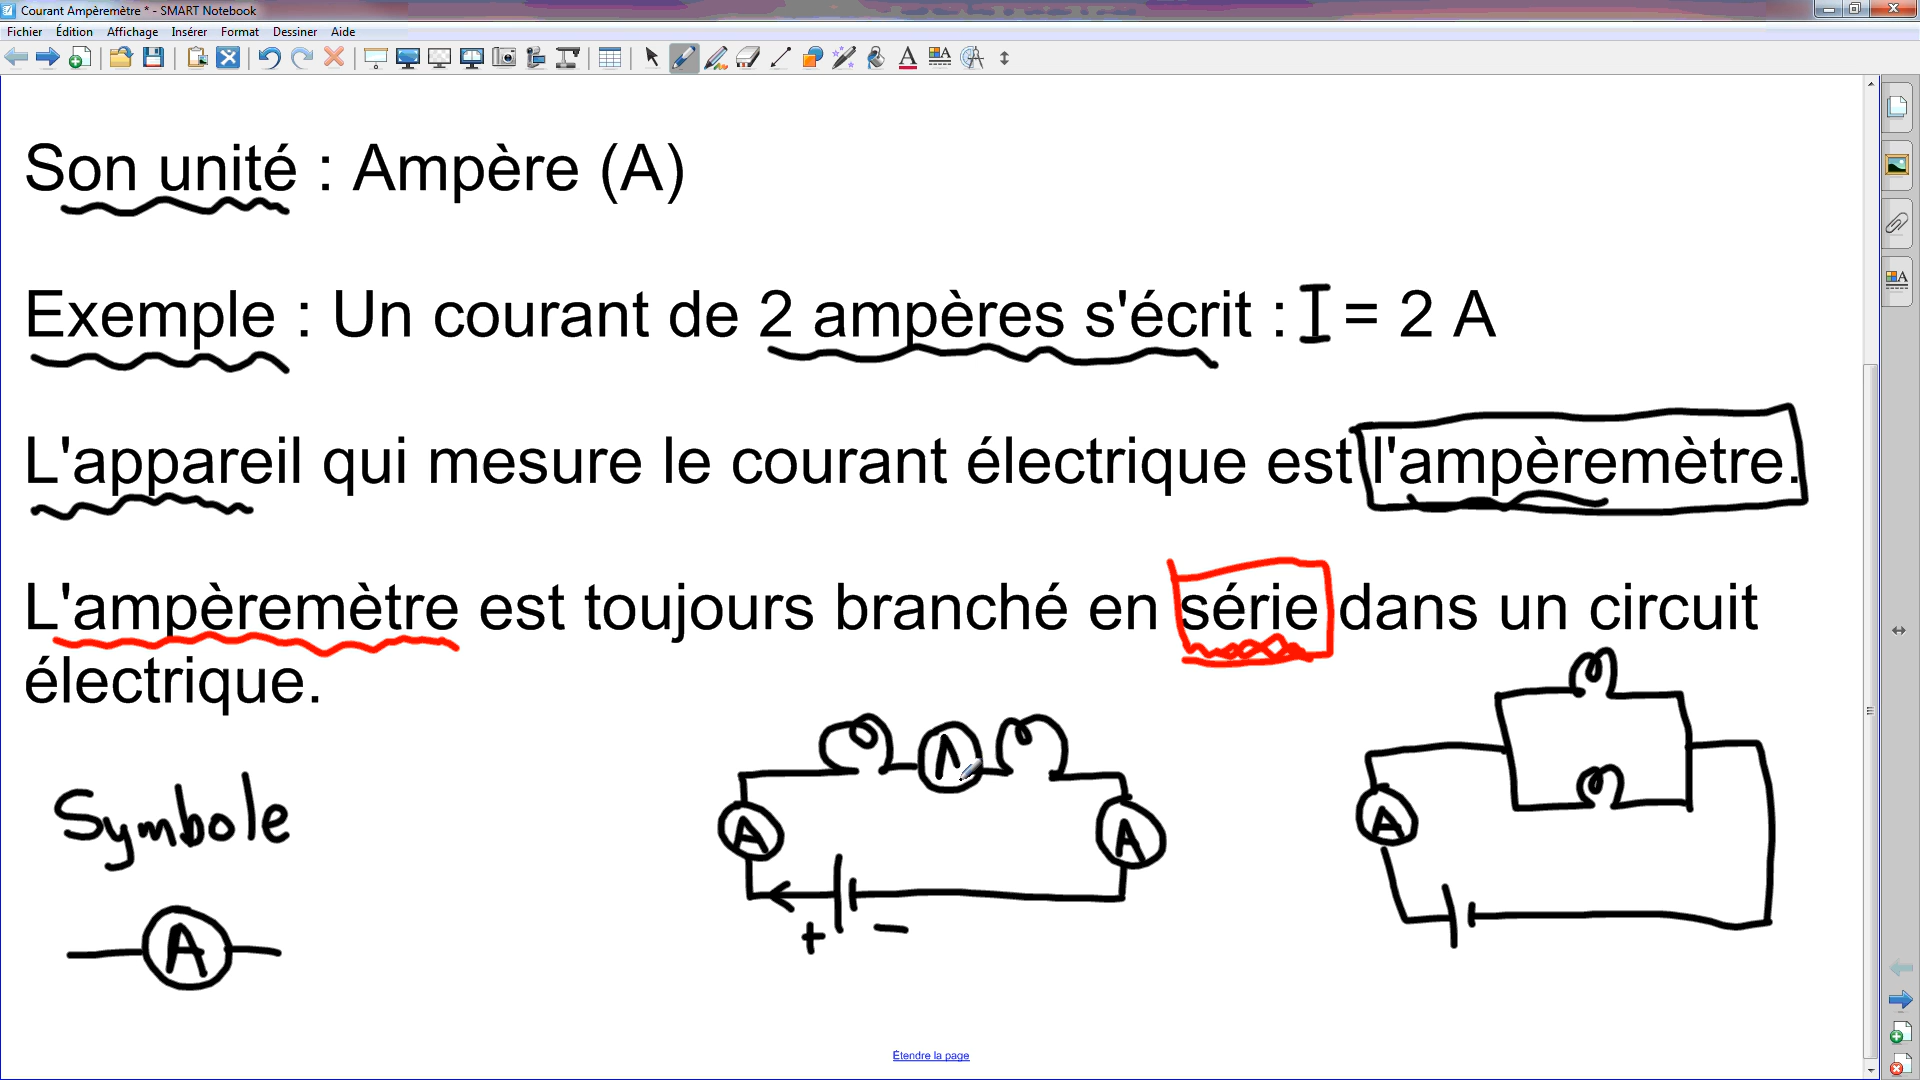 Courant Ampèremètre * - SMART Notebook
Fichier Édition Affichage Insérer Format Dessiner Aide
Son unité : Ampère (A)
Exemple : Un courant de 2 ampères s'écrit : I = 2 A
L'appareil qui mesure le courant électrique est l'ampèremètre.
L'ampèremètre est toujours branché en série dans un circuit
électrique.
Symbole
A
A
A
+ -
A
Étendre la page